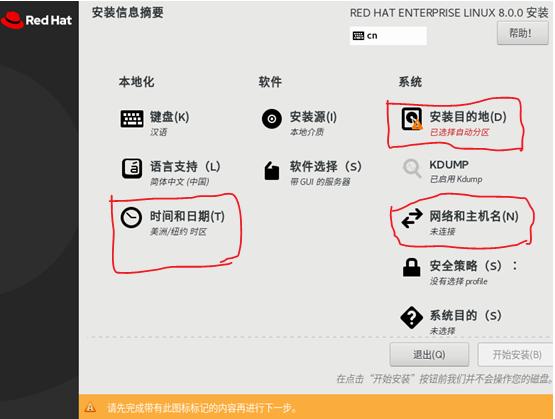 Red Hat
安装信息摘要
RED HAT ENTERPRISE LINUX 8.0.0 安装
cn
帮助!
本地化
软件
系统
键盘(K)
汉语
安装源(I)
本地介质
安装目的地(D)
已选择自动分区
语言支持（L)
简体中文 (中国)
软件选择（S)
带 GUI 的服务器
KDUMP
已启用 Kdump
时间和日期(T)
美洲/纽约 时区
网络和主机名(N)
未连接
安全策略（S）：
没有选择 profile
系统目的（S)
未选择
退出(Q)
开始安装(B)
在点击“开始安装”按钮前我们并不会操作您的磁盘。
请先完成带有此图标标记的内容再进行下一步。